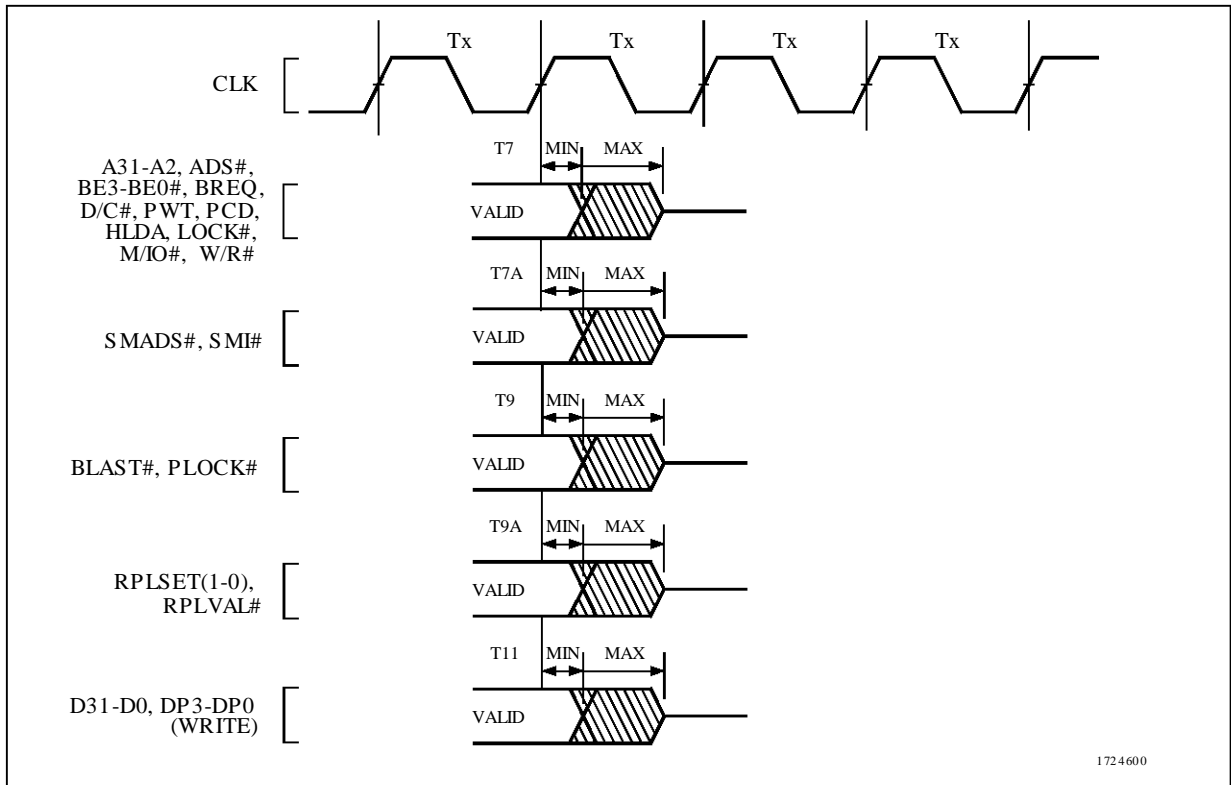 Tx Tx Tx Tx
CLK
T7 MIN MAX
A31-A2, ADS#,
BE3-BE0#, BREQ,
D/C#, PWT, PCD,
HLDA, LOCK#,
M/IO#, W/R#
VALID
T7A MIN MAX
SMADS#, SMI#
VALID
T9 MIN MAX
BLAST#, PLOCK#
VALID
T9A MIN MAX
RPLSET(1-0),
RPLVAL#
VALID
T11 MIN MAX
D31-D0, DP3-DP0
(WRITE)
VALID
1724600